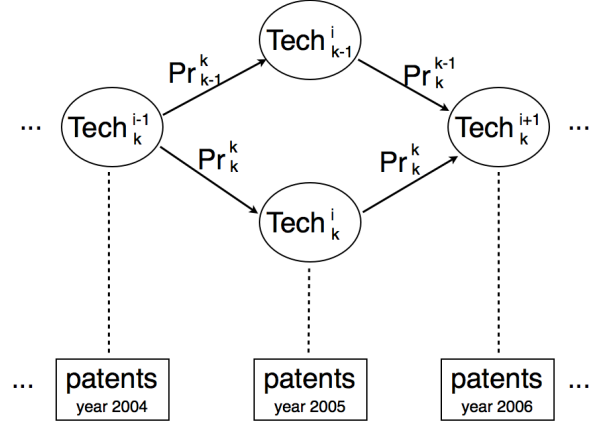 Tech i k-1
Pr k k-1
Pr k-1 k
... Tech i-1 k
Tech i+1 k ...
Pr k k
Pr k k
Tech i k
... patents year 2004
patents year 2005
patents year 2006 ...